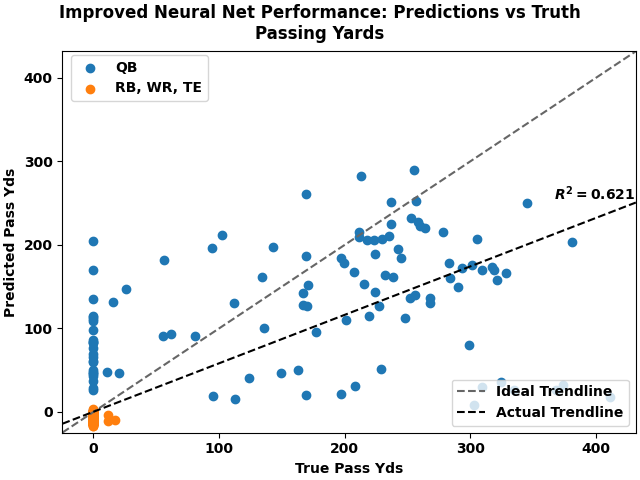 Improved Neural Net Performance: Predictions vs Truth
Passing Yards
QB
RB, WR, TE
400
300
200
100
0
Predicted Pass Yds
R² = 0.621
Ideal Trendline
Actual Trendline
0
100
200
300
400
True Pass Yds